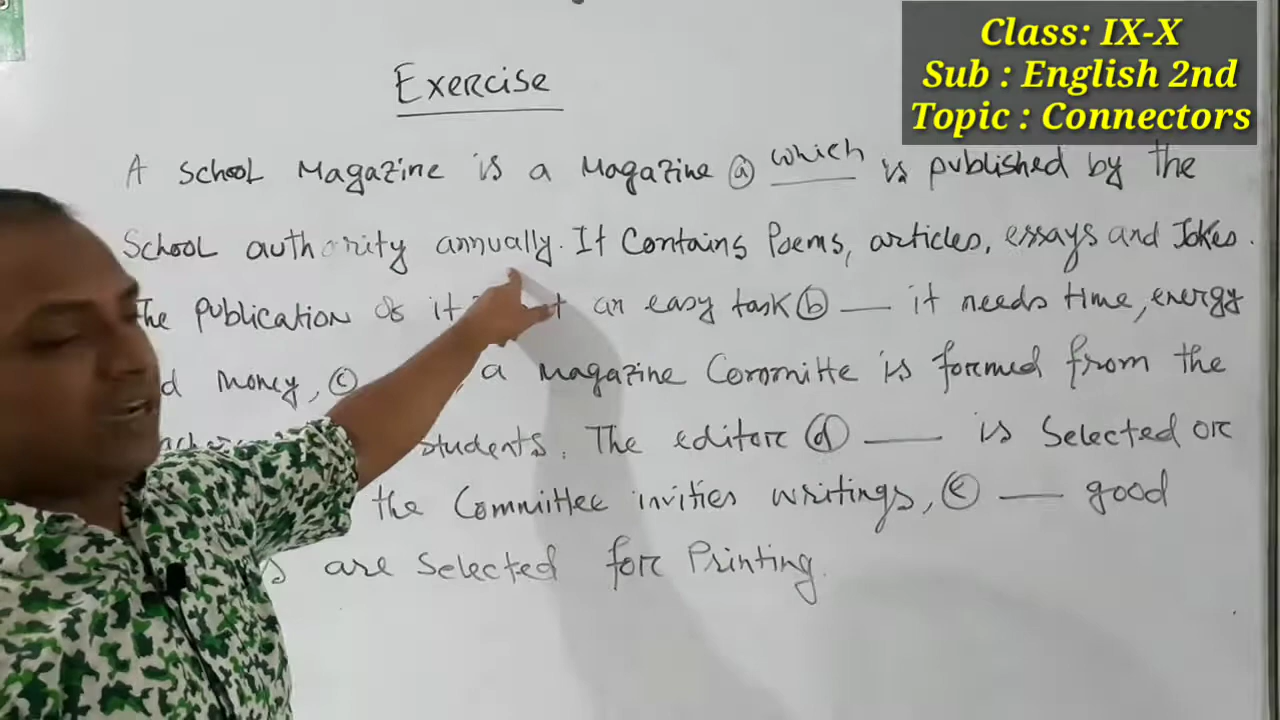 Class: IX-X
Sub : English 2nd
Topic : Connectors
Exercise
A School Magazine is a Magazine (a) which is published by the
School authority annually. It Contains Poems, articles, essays and Jokes.
The publication of it an easy task (b) — it needs time, energy
money, (c) a magazine Committe is formed from the
students. The editor (d) — is Selected or
the Committee invities writings, (e) — good
are Selected for Printing.